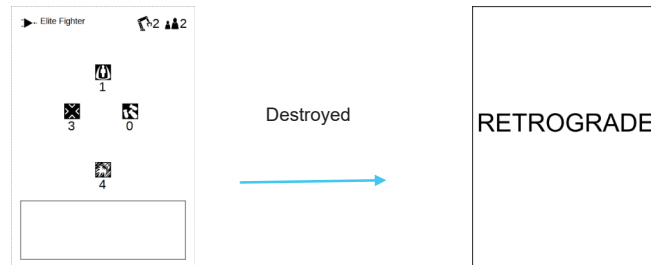 Elite Fighter 2 2
1
3 0
4
Destroyed
RETROGRADE